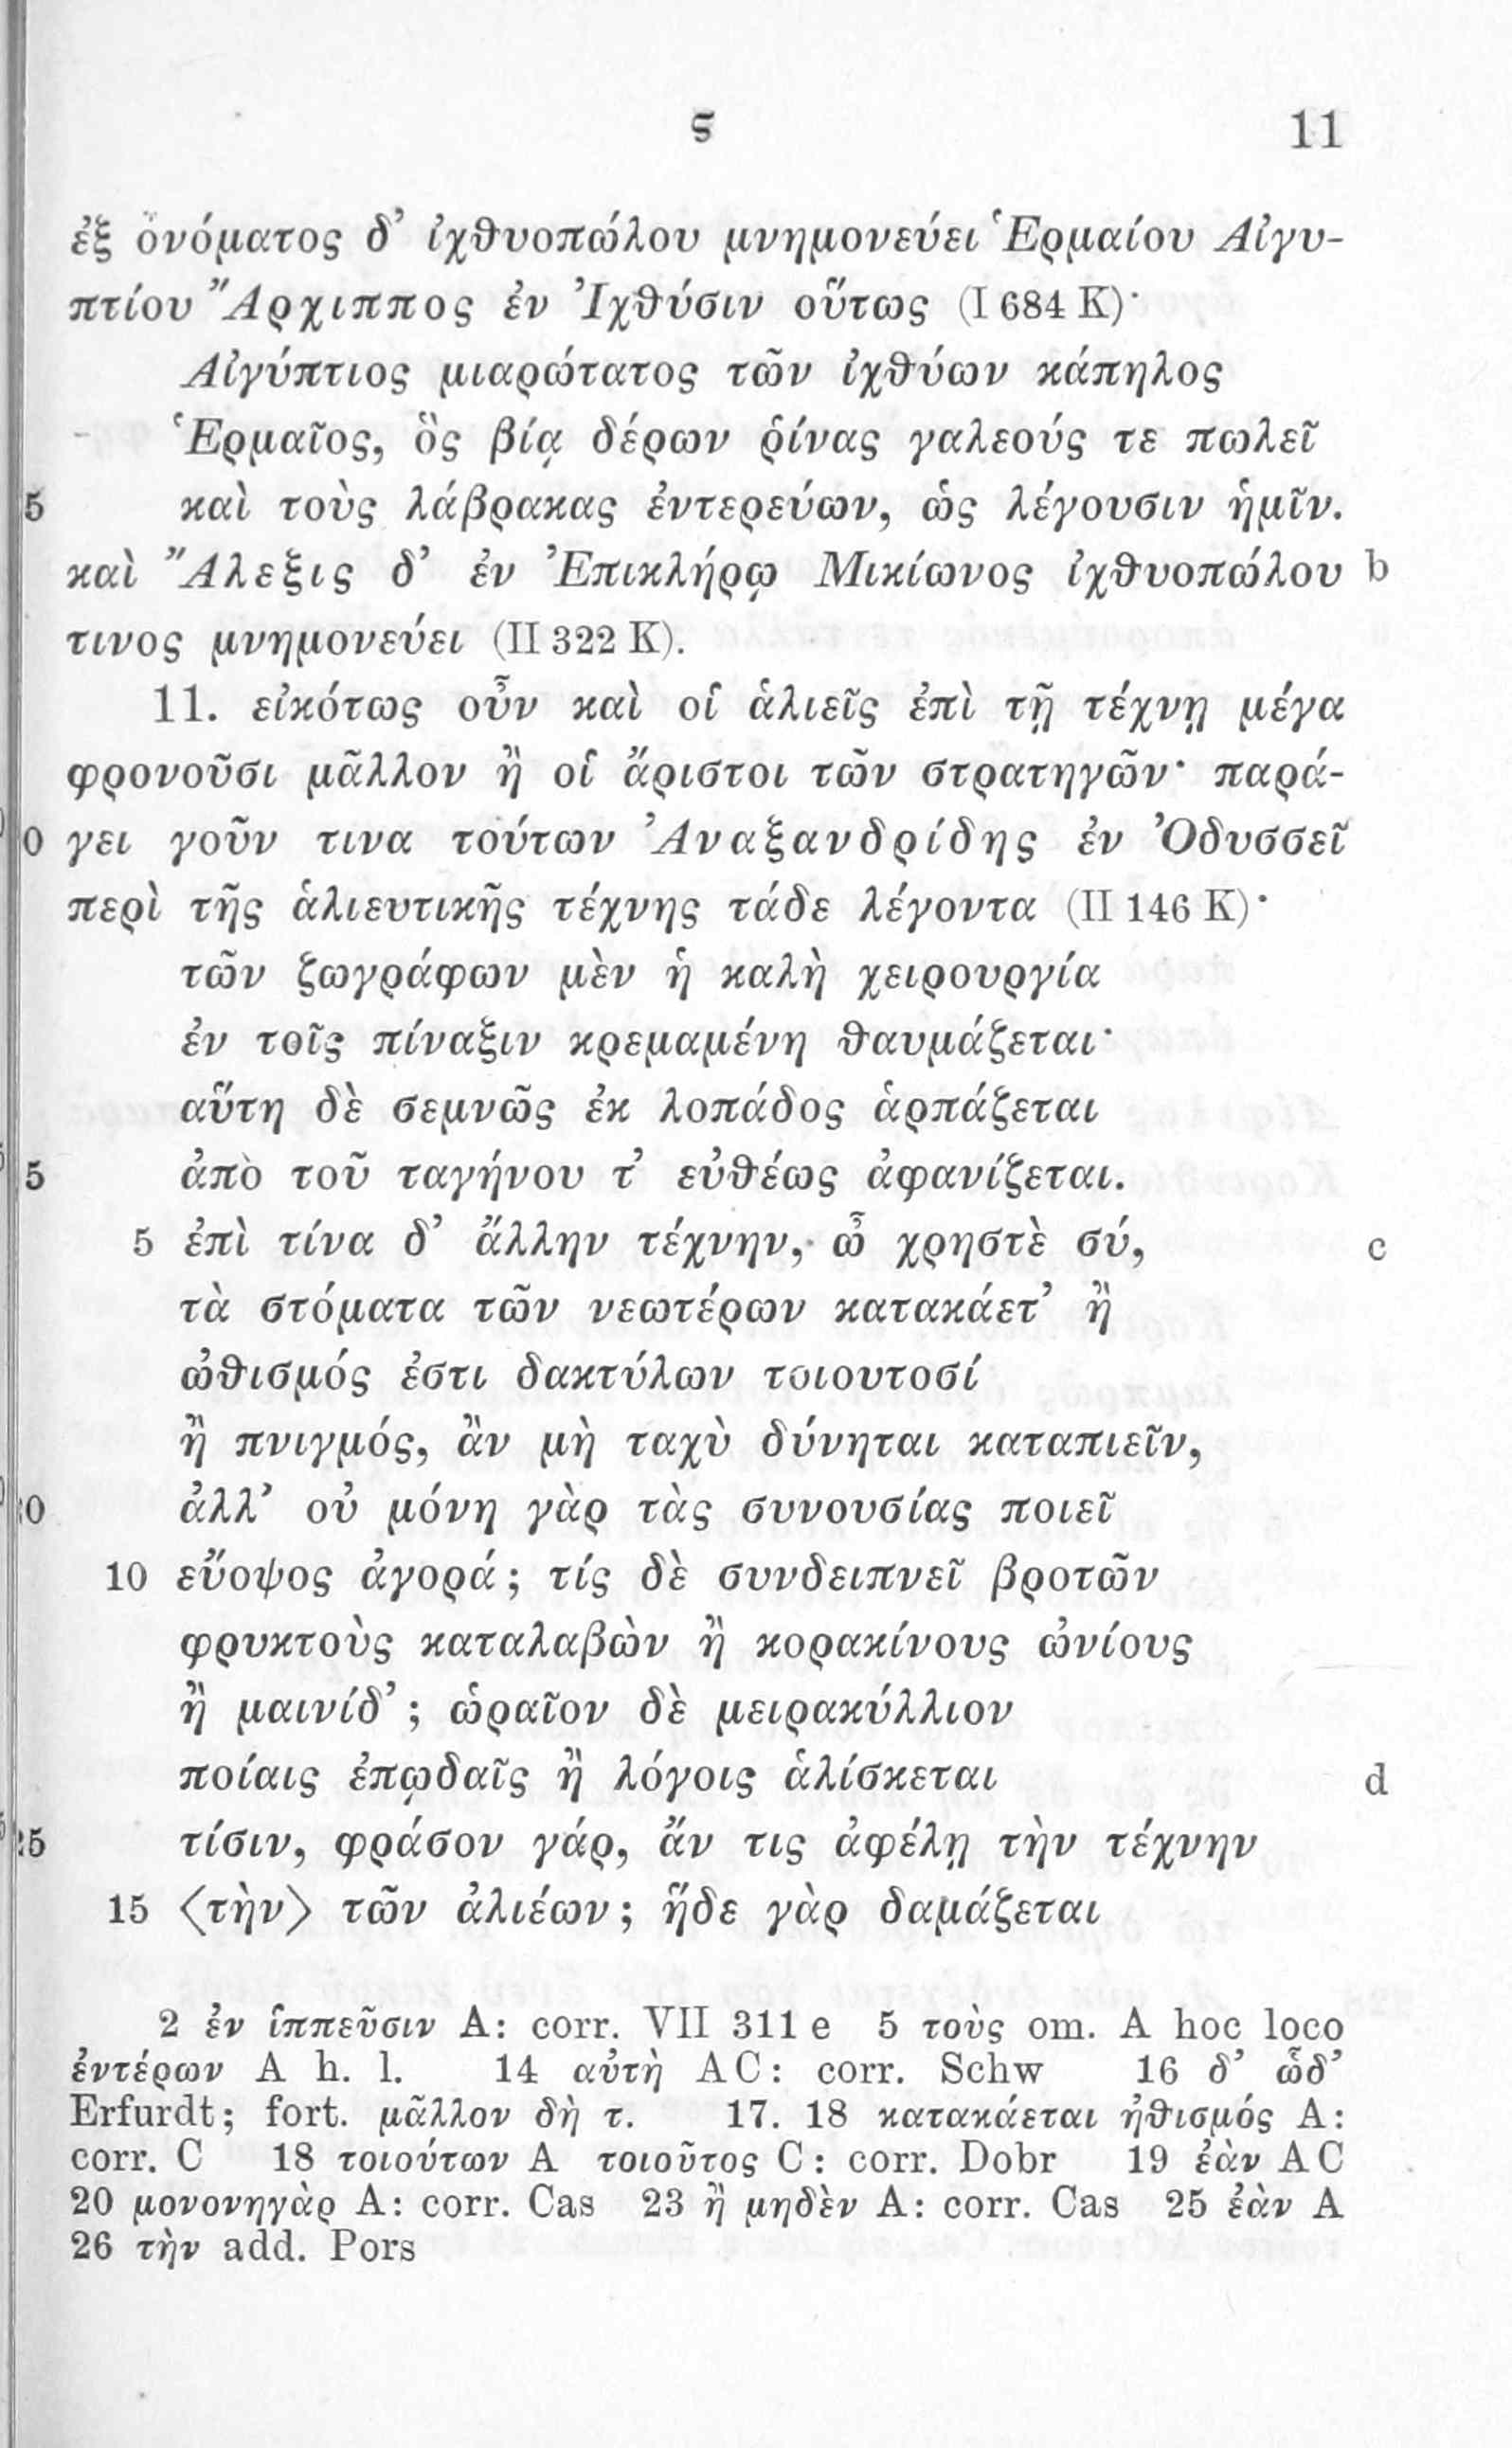 ς 11
ἐξ ὀνόματος δ’ ἰχθυοπώλου μνημονεύει Ἑρμαίου Αἰγυ-
πτίου Ἄρχιππος ἐν Ἰχθύσιν οὕτως (I 684 K)·
Αἰγύπτιος μιαρώτατος τῶν ἰχθύων κάπηλος
Ἑρμαῖος, ὃς βίᾳ δέρων ῥίνας γαλεούς τε πωλεῖ
5 καὶ τοὺς λάβρακας ἐντερεύων, ὡς λέγουσιν ἡμῖν.
καὶ Ἄλεξις δ’ ἐν Ἐπικλήρῳ Μικίωνος ἰχθυοπώλου b
τινος μνημονεύει (II 322 K).
11. εἰκότως οὖν καὶ οἱ ἁλιεῖς ἐπὶ τῇ τέχνῃ μέγα
φρονοῦσι μᾶλλον ἢ οἱ ἄριστοι τῶν στρατηγῶν· παρά-
0 γει γοῦν τινα τούτων Ἀναξανδρίδης ἐν Ὀδυσσεῖ
περὶ τῆς ἁλιευτικῆς τέχνης τάδε λέγοντα (II 146 K)·
τῶν ζωγράφων μὲν ἡ καλὴ χειρουργία
ἐν τοῖς πίναξιν κρεμαμένη θαυμάζεται·
αὕτη δὲ σεμνῶς ἐκ λοπάδος ἁρπάζεται
5 ἀπὸ τοῦ ταγήνου τ’ εὐθέως ἀφανίζεται.
5 ἐπὶ τίνα δ’ ἄλλην τέχνην, ὦ χρηστὲ σύ, c
τὰ στόματα τῶν νεωτέρων κατακάετ’ ἢ
ὠθισμός ἐστι δακτύλων τοιουτοσί
ἢ πνιγμός, ἂν μὴ ταχὺ δύνηται καταπιεῖν,
0 ἀλλ’ οὐ μόνη γὰρ τὰς συνουσίας ποιεῖ
10 εὔοψος ἀγορά; τίς δὲ συνδειπνεῖ βροτῶν
φρυκτοὺς καταλαβὼν ἢ κορακίνους ὠνίους
ἢ μαινίδ’; ὡραῖον δὲ μειρακύλλιον
ποίαις ἐπῳδαῖς ἢ λόγοις ἁλίσκεται d
25 τίσιν, φράσον γάρ, ἄν τις ἀφέλῃ τὴν τέχνην
15 ⟨τὴν⟩ τῶν ἁλιέων; ἥδε γὰρ δαμάζεται
2 ἐν ἱππεῦσιν A: corr. VII 311 e 5 τοὺς om. A hoc loco
ἐντέρων A h. l. 14 αὐτὴ AC: corr. Schw 16 δ’ ὧδ’
Erfurdt; fort. μᾶλλον δὴ τ. 17. 18 κατακάεται ἠθισμός A:
corr. C 18 τοιούτων A τοιοῦτος C: corr. Dobr 19 ἐὰν AC
20 μονονηγὰρ A: corr. Cas 23 ἢ μηδὲν A: corr. Cas 25 ἐὰν A
26 τὴν add. Pors